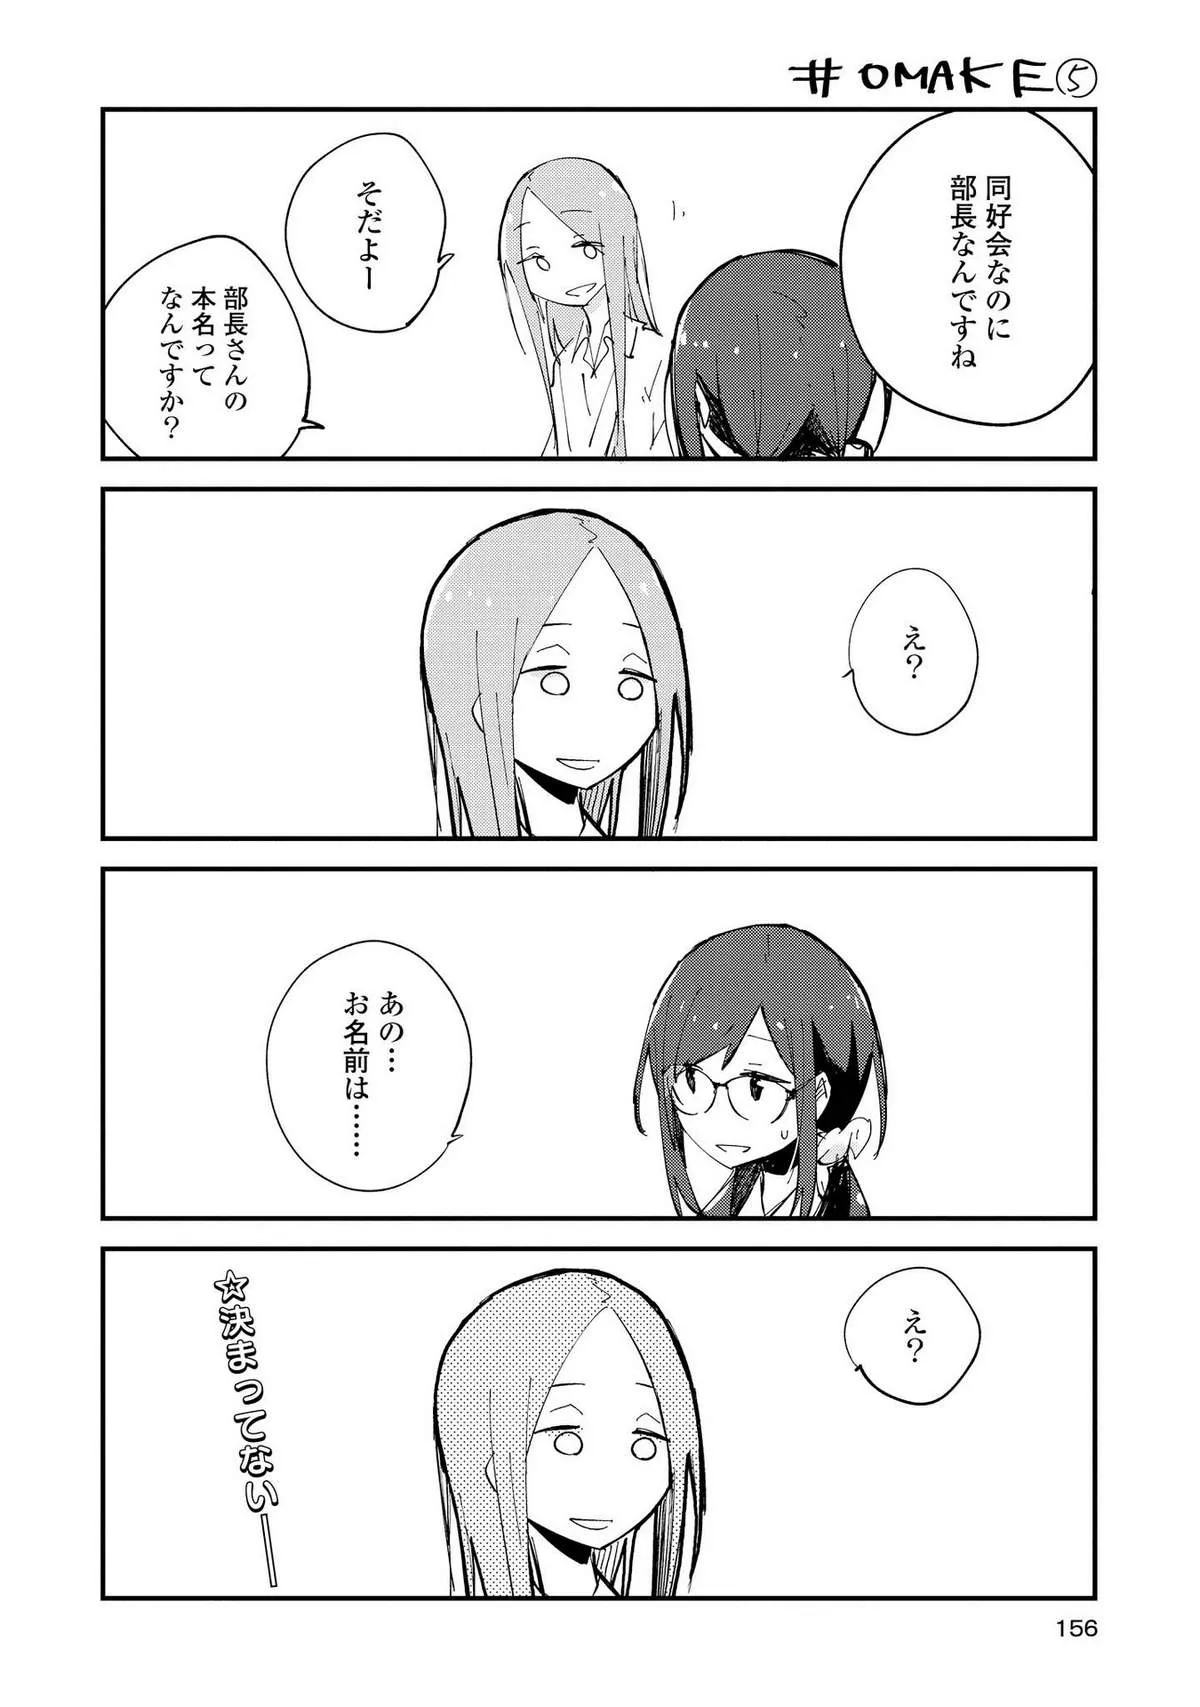 #OMAKE⑤
同好会なのに
部長なんですね
そだよー
部長さんの
本名って
なんですか？
え？
あの…
お名前は……
え？
☆決まってないー
156